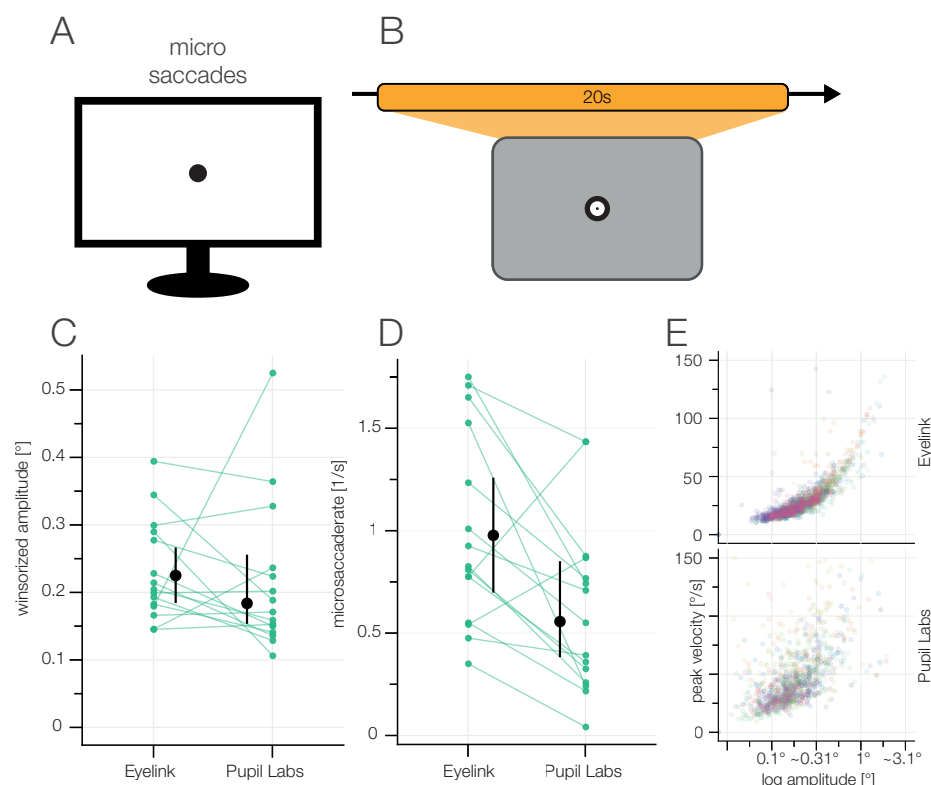 A
B
micro
saccades
20s
C
D
E
winsorized amplitude [°]
0.5
0.4
0.3
0.2
0.1
0
Eyelink
Pupil Labs
microsaccaderate [1/s]
1.5
1
0.5
0
Eyelink
Pupil Labs
150
100
50
0
Eyelink
peak velocity [°/s]
150
0
Pupil Labs
0.1° ~0.31° 1° ~3.1°
log amplitude [°]